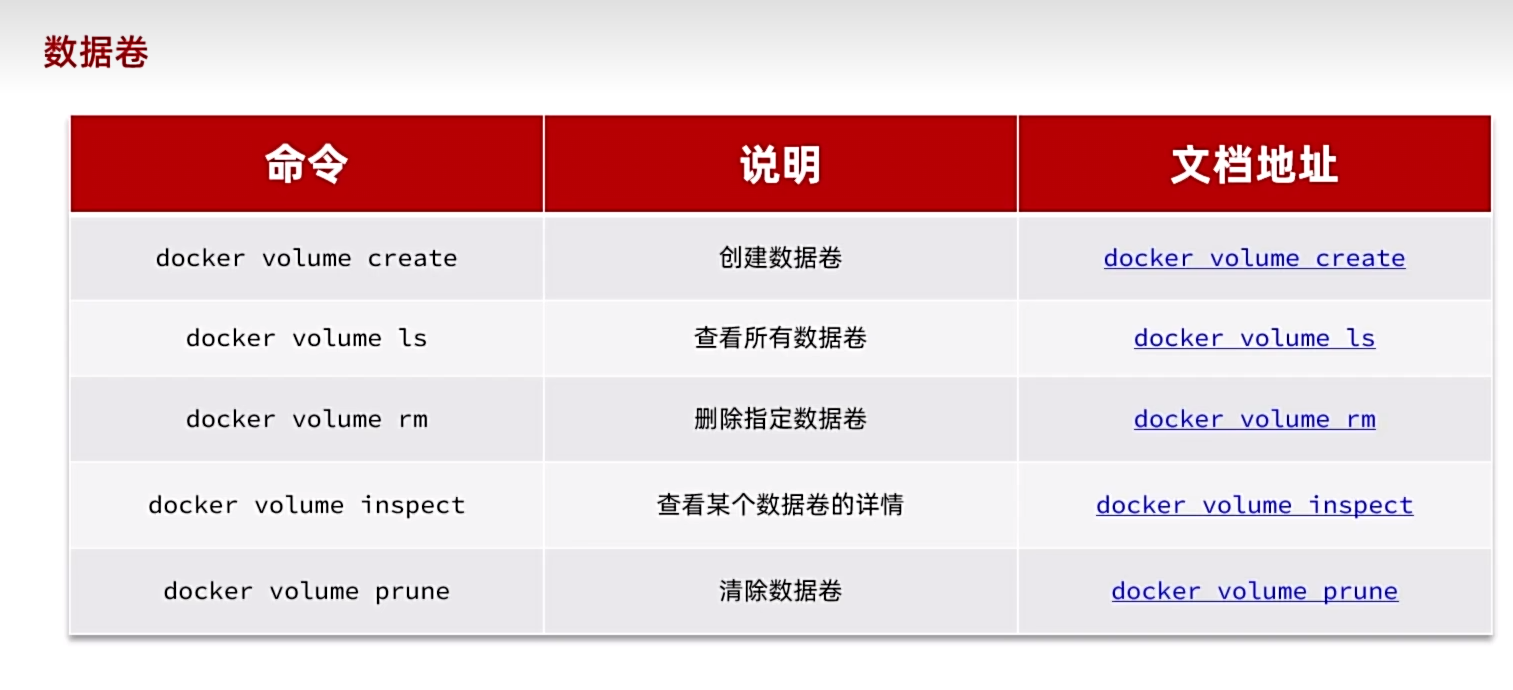 数据卷
命令 说明 文档地址
docker volume create 创建数据卷 docker volume create
docker volume ls 查看所有数据卷 docker volume ls
docker volume rm 删除指定数据卷 docker volume rm
docker volume inspect 查看某个数据卷的详情 docker volume inspect
docker volume prune 清除数据卷 docker volume prune